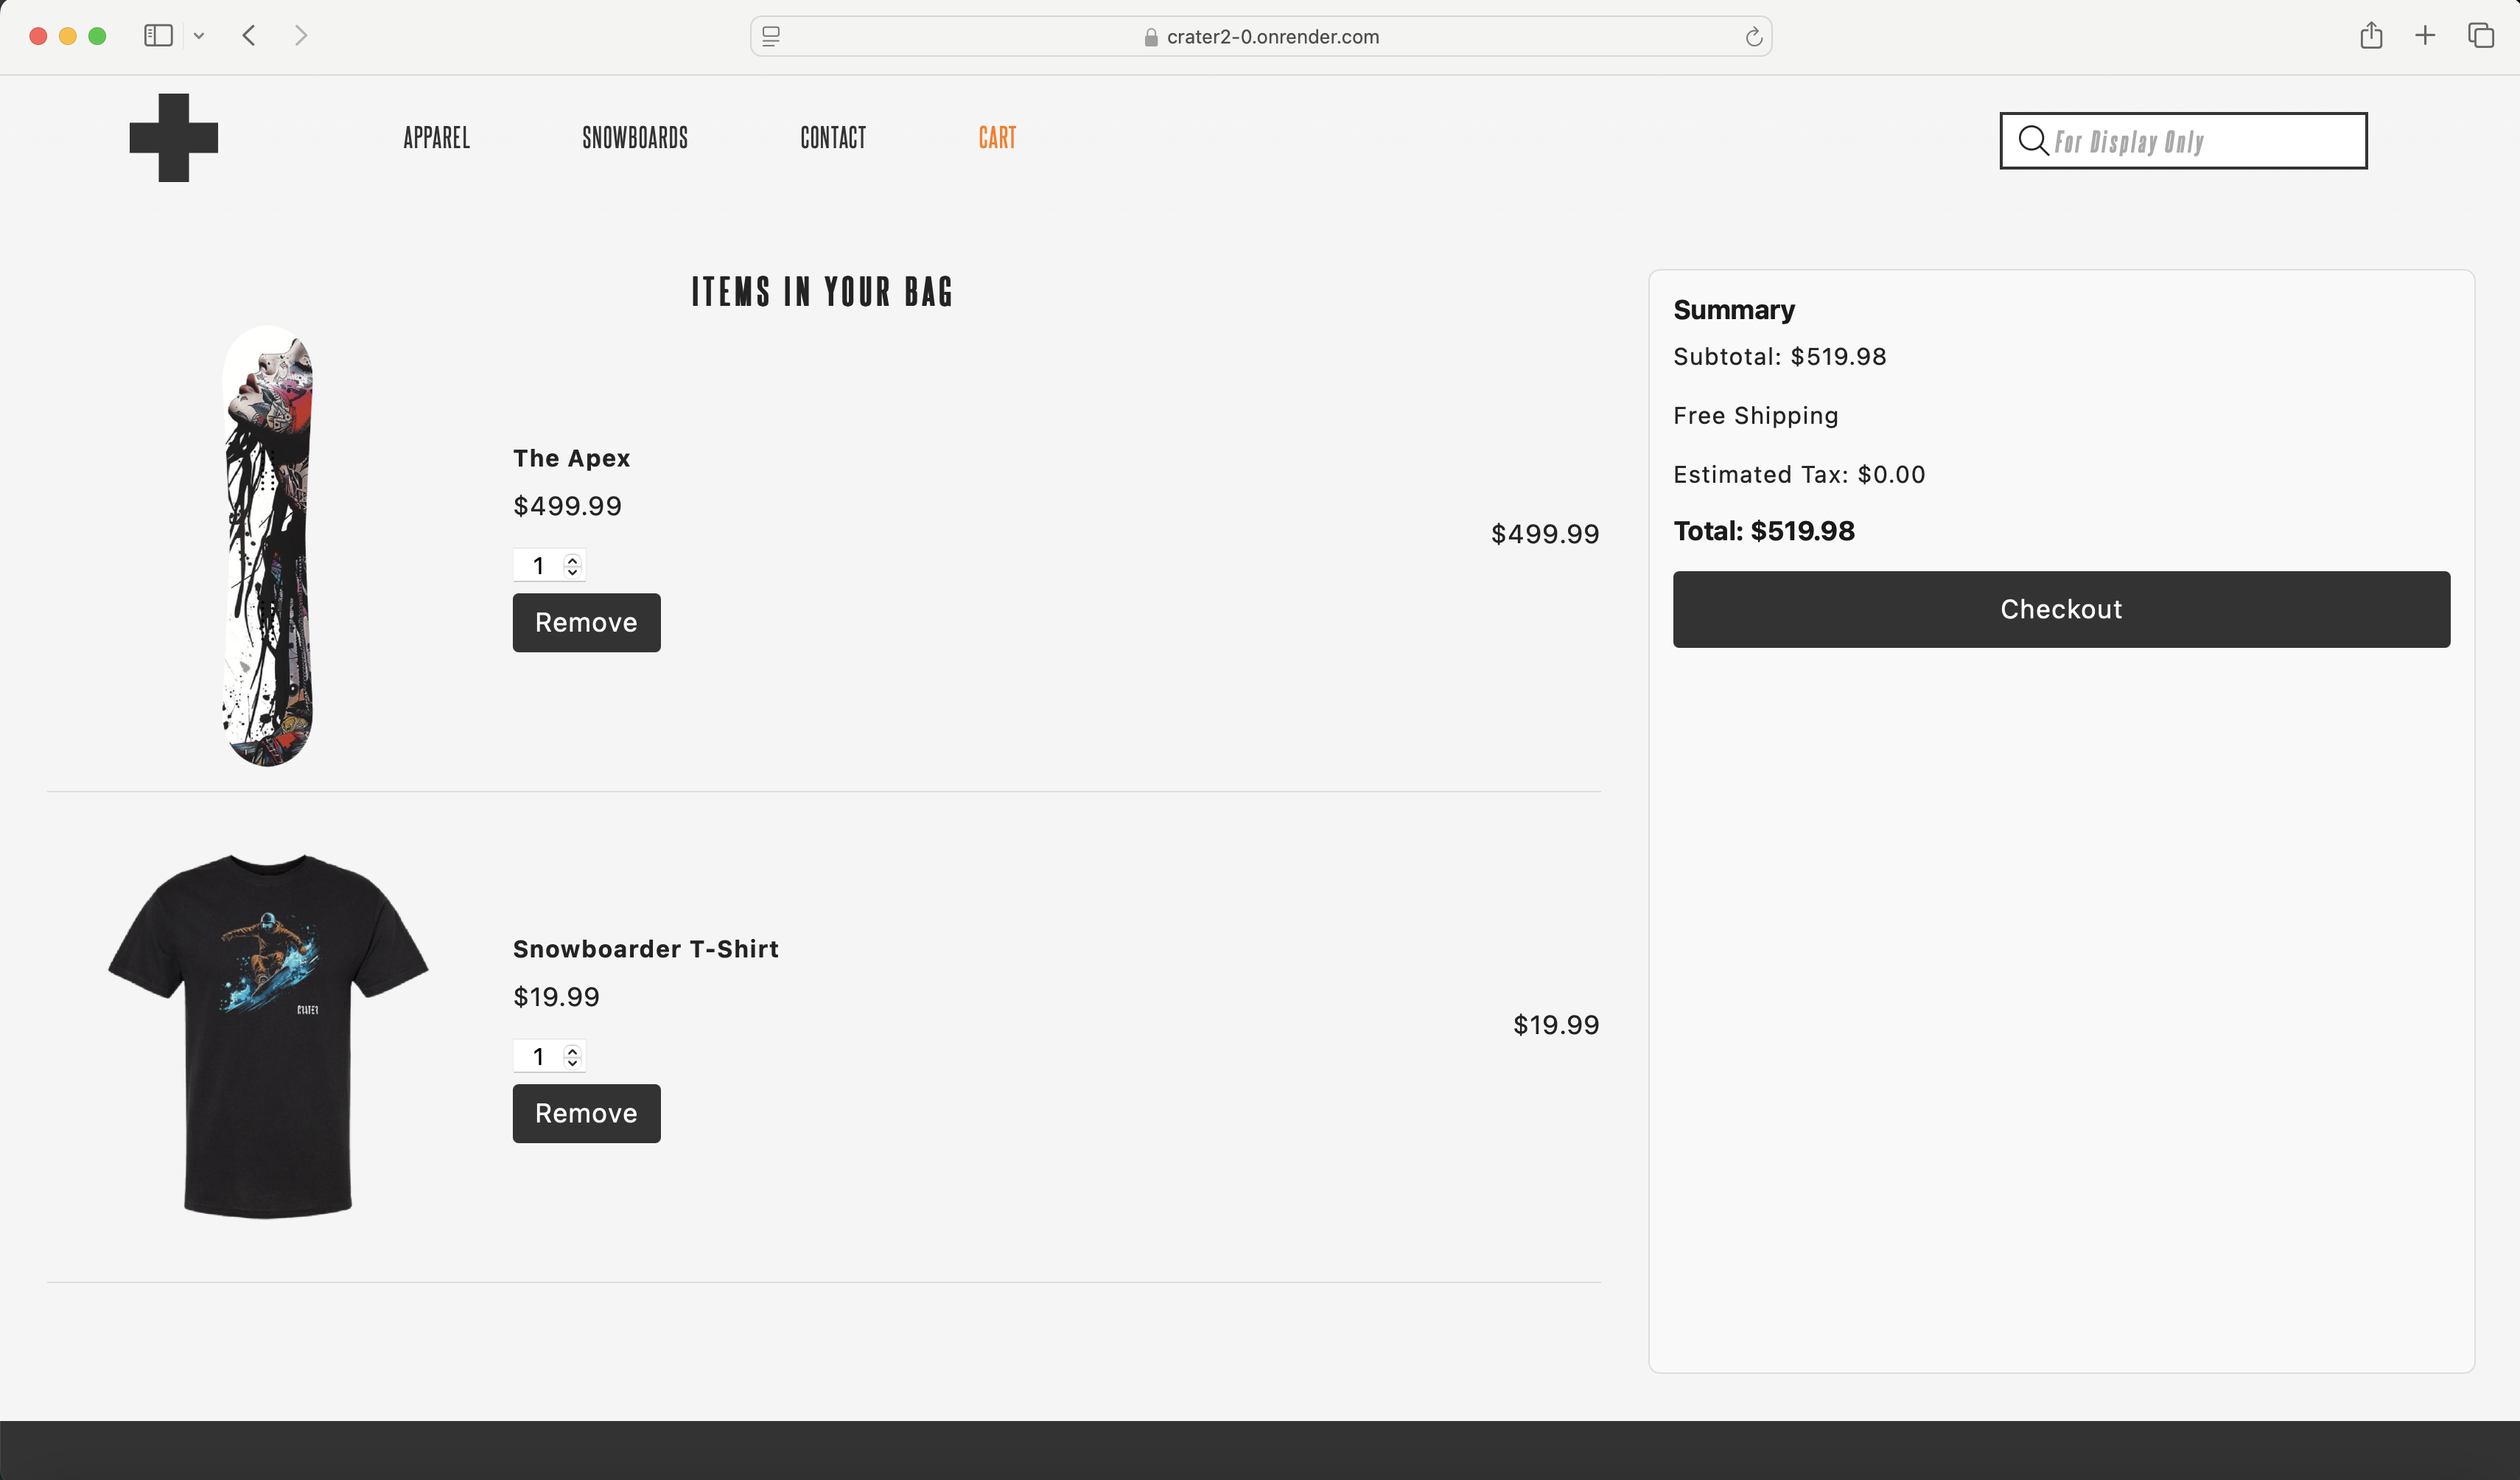 crater2-0.onrender.com
APPAREL
SNOWBOARDS
CONTACT
CART
For Display Only
ITEMS IN YOUR BAG
The Apex
$499.99
1
Remove
$499.99
CRATER
Snowboarder T-Shirt
$19.99
1
Remove
$19.99
Summary
Subtotal: $519.98
Free Shipping
Estimated Tax: $0.00
Total: $519.98
Checkout